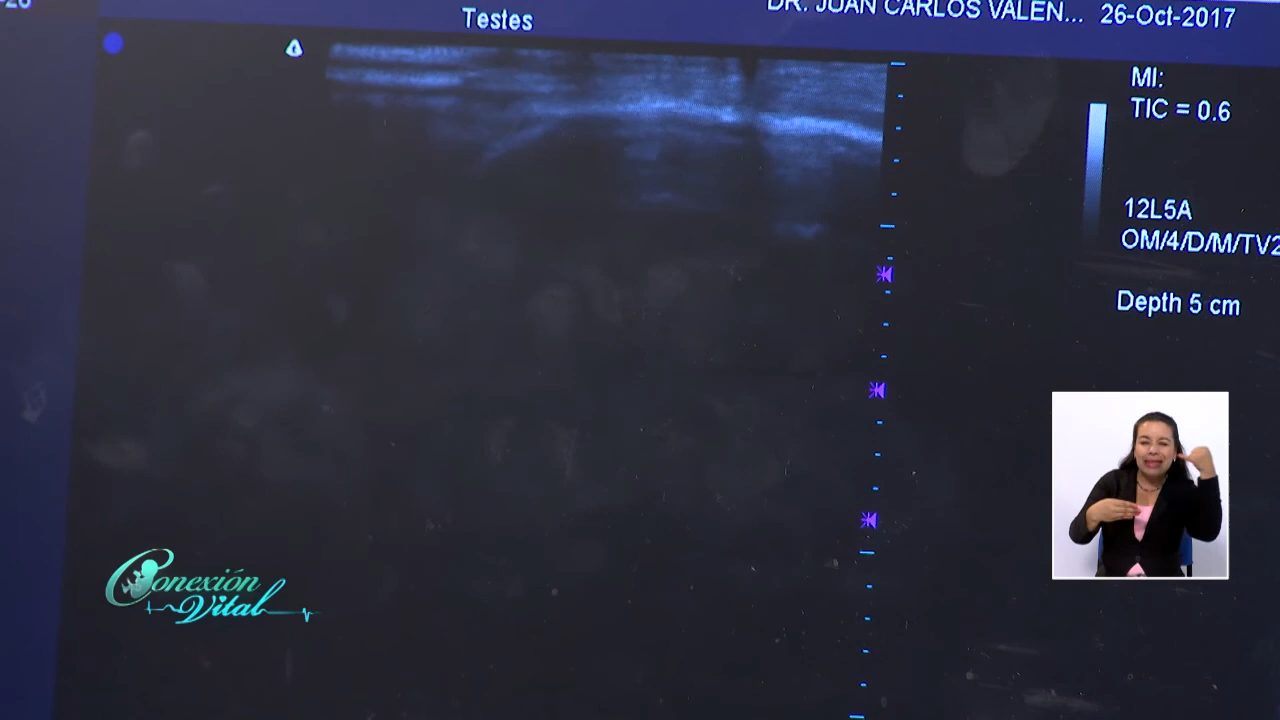 -26
Testes
DR. JUAN CARLOS VALEN... 26-Oct-2017
MI:
TIC = 0.6
12L5A
OM/4/D/M/TV2
Depth 5 cm
Conexión
Vital